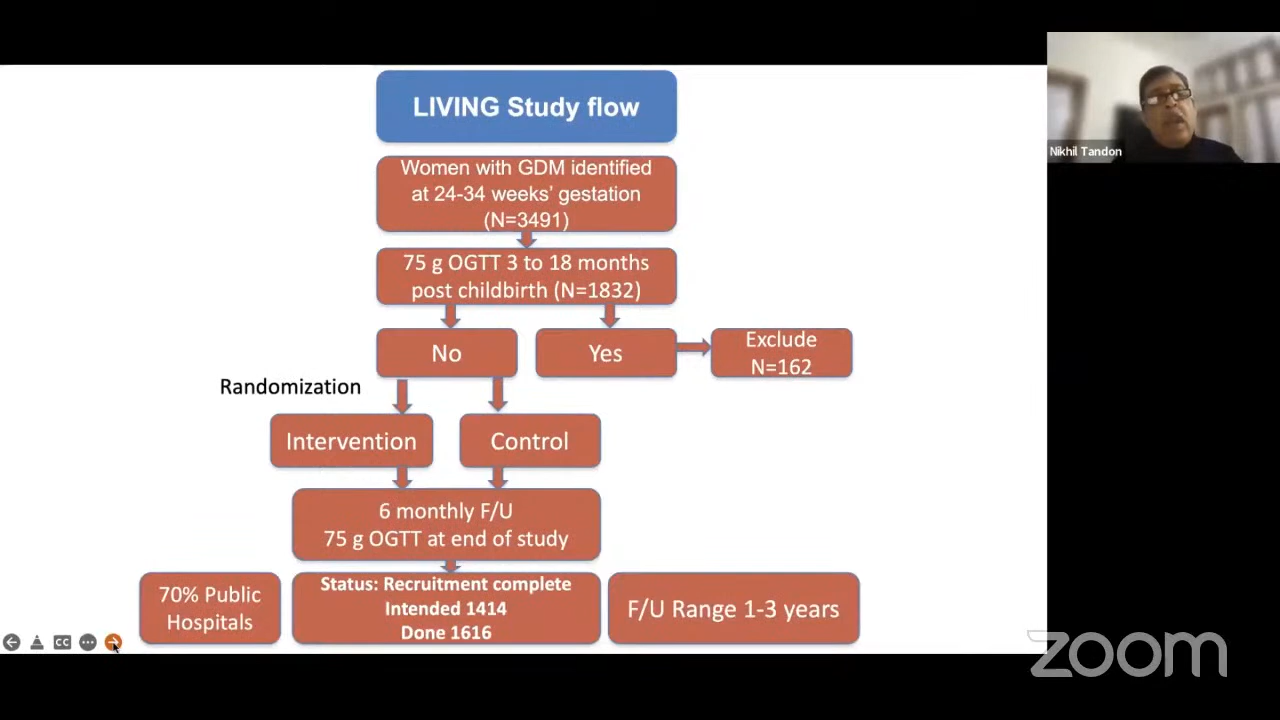 LIVING Study flow
Women with GDM identified
at 24-34 weeks' gestation
(N=3491)
75 g OGTT 3 to 18 months
post childbirth (N=1832)
No
Yes
Exclude
N=162
Randomization
Intervention
Control
6 monthly F/U
75 g OGTT at end of study
70% Public
Hospitals
Status: Recruitment complete
Intended 1414
Done 1616
F/U Range 1-3 years
CC
Nikhil Tandon
zoom